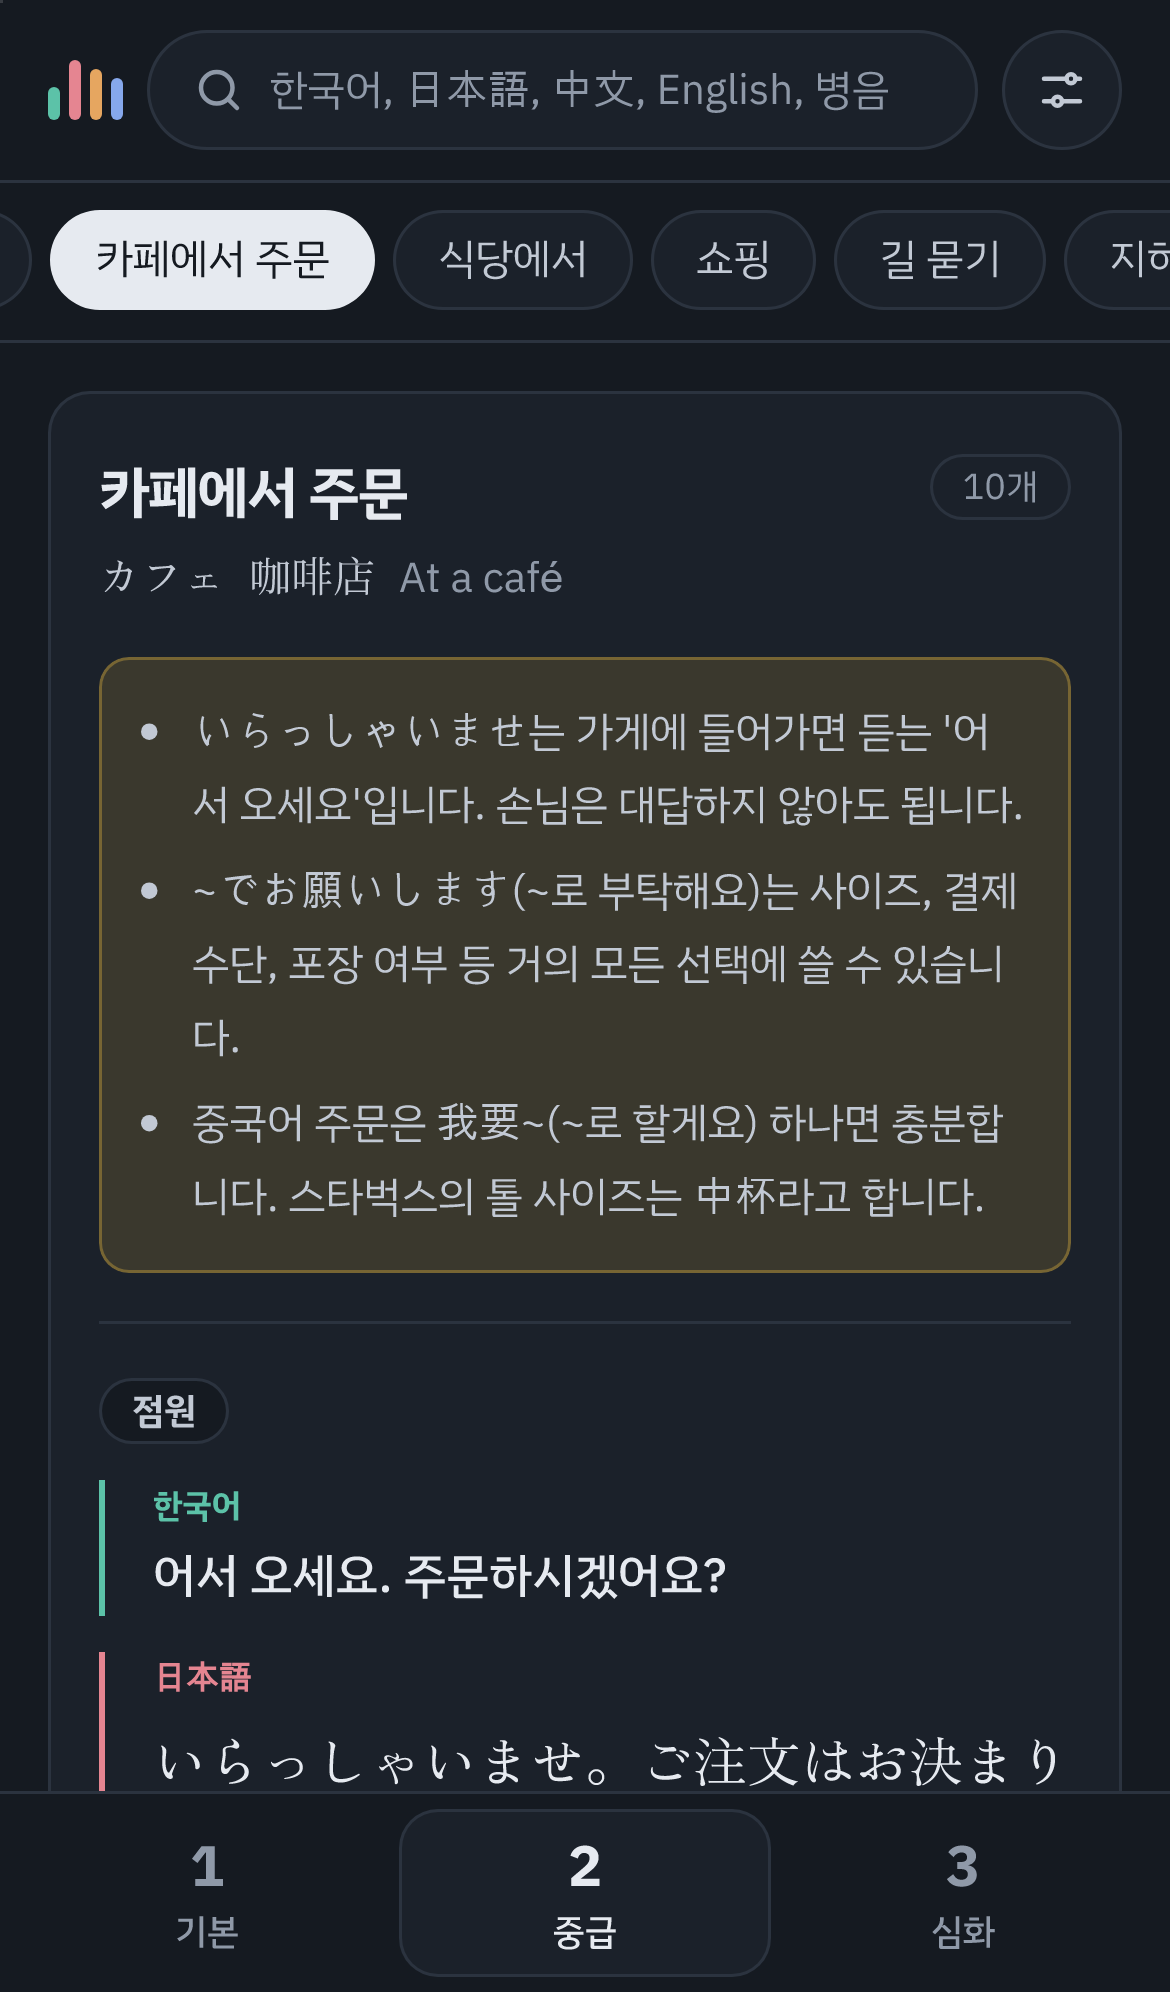 한국어, 日本語, 中文, English, 병음
카페에서 주문
식당에서
쇼핑
길 묻기
카페에서 주문
10개
カフェ 咖啡店 At a café
いらっしゃいませ는 가게에 들어가면 듣는 '어
서 오세요'입니다. 손님은 대답하지 않아도 됩니다.
~でお願いします(~로 부탁해요)는 사이즈, 결제
수단, 포장 여부 등 거의 모든 선택에 쓸 수 있습니
다.
중국어 주문은 我要~(~로 할게요) 하나면 충분합
니다. 스타벅스의 톨 사이즈는 中杯라고 합니다.
점원
한국어
어서 오세요. 주문하시겠어요?
日本語
いらっしゃいませ。ご注文はお決まり
1
기본
2
중급
3
심화